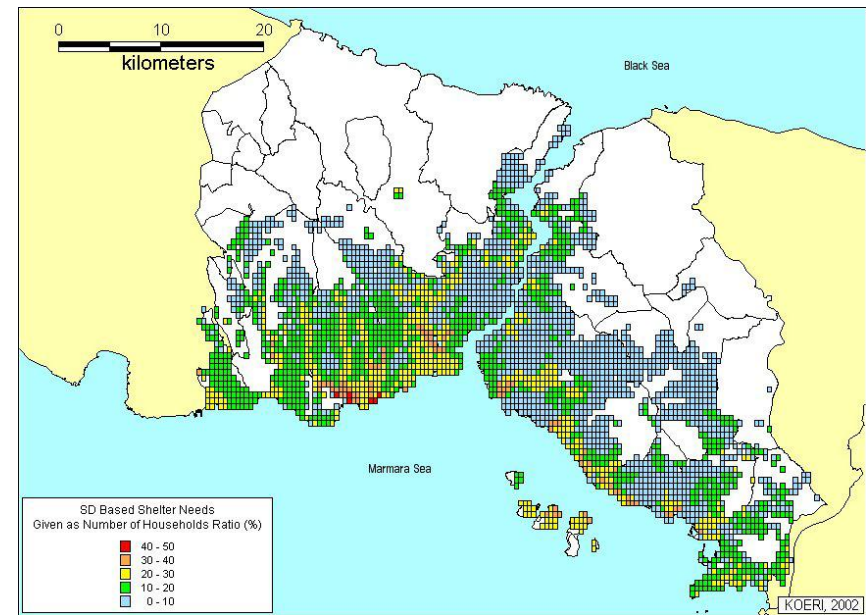 0 10 20
kilometers
Black Sea
Marmara Sea
SD Based Shelter Needs
Given as Number of Households Ratio (%)
40 - 50
30 - 40
20 - 30
10 - 20
0 - 10
KOERI, 2002